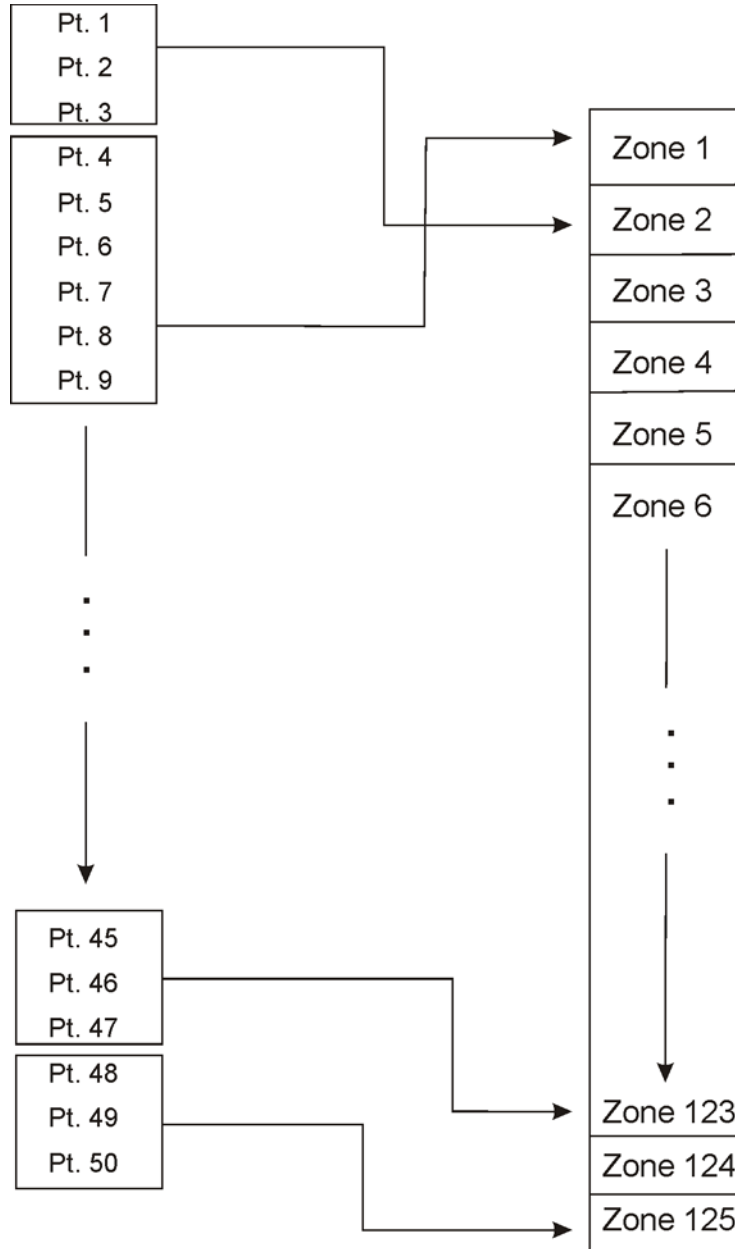 Pt. 1
Pt. 2
Pt. 3
Pt. 4
Pt. 5
Pt. 6
Pt. 7
Pt. 8
Pt. 9
Pt. 45
Pt. 46
Pt. 47
Pt. 48
Pt. 49
Pt. 50
Zone 1
Zone 2
Zone 3
Zone 4
Zone 5
Zone 6
Zone 123
Zone 124
Zone 125